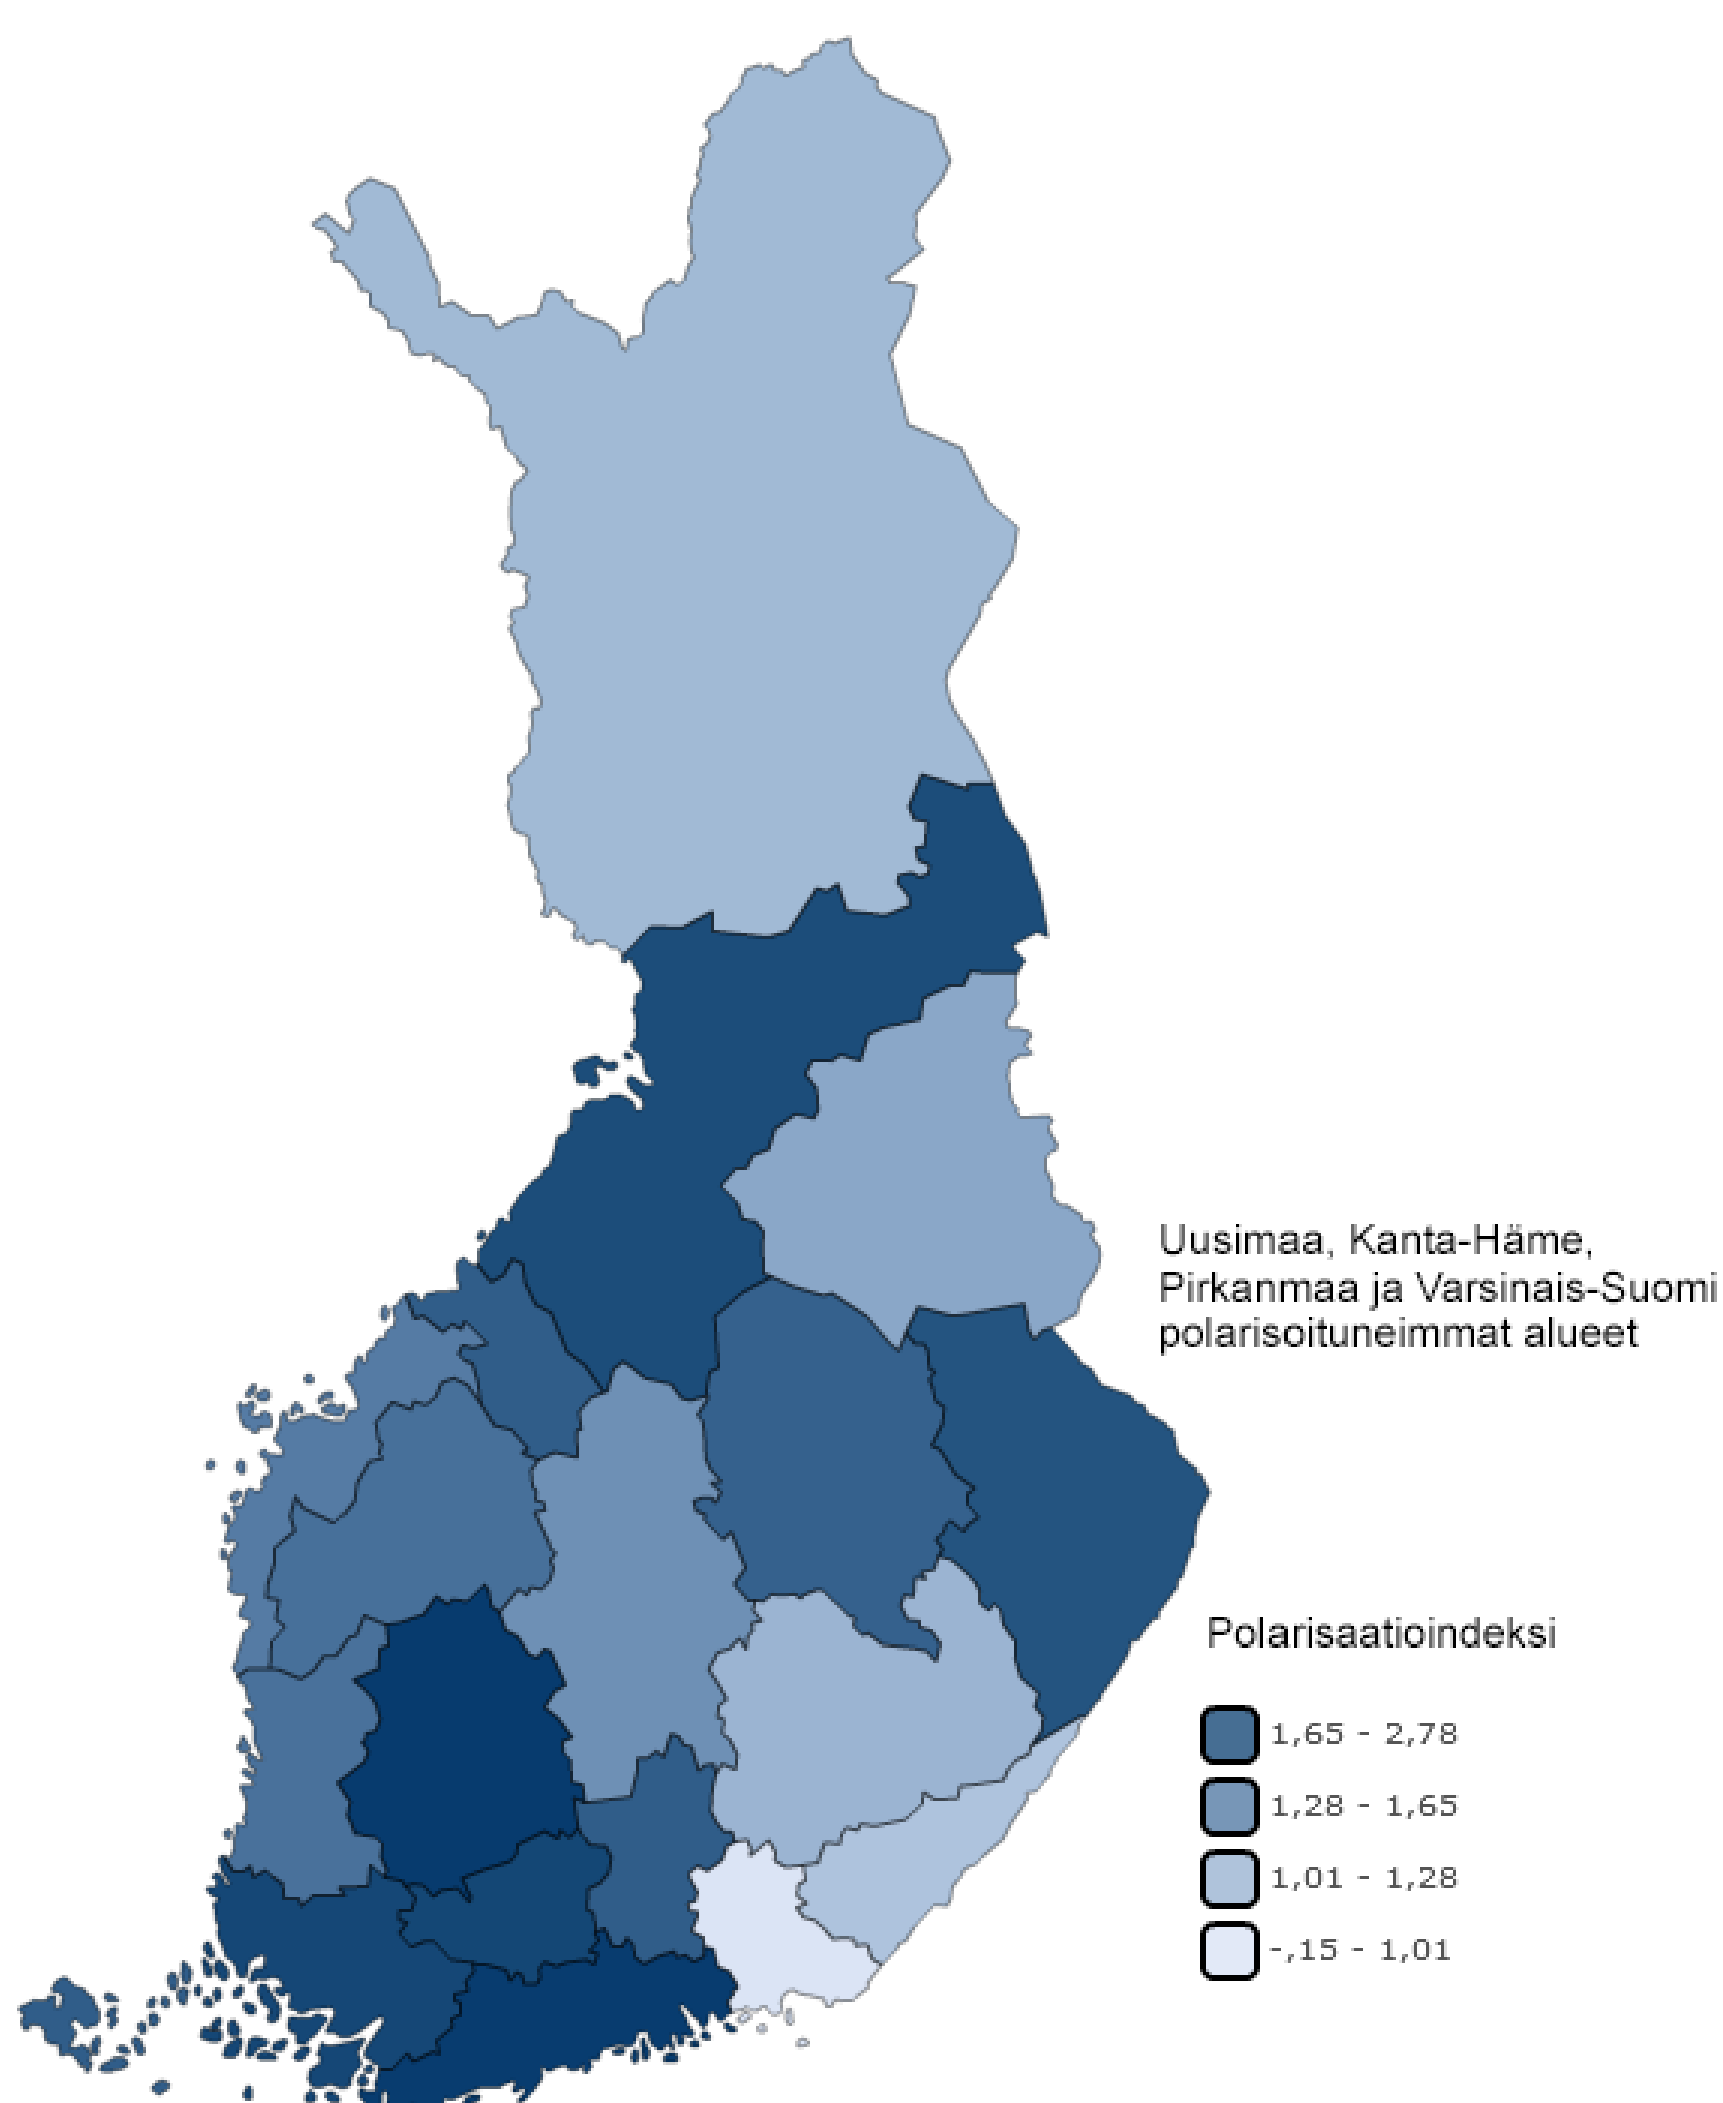 Uusimaa, Kanta-Häme,
Pirkanmaa ja Varsinais-Suomi
polarisoituneimmat alueet
Polarisaatioindeksi
1,65 - 2,78
1,28 - 1,65
1,01 - 1,28
-,15 - 1,01